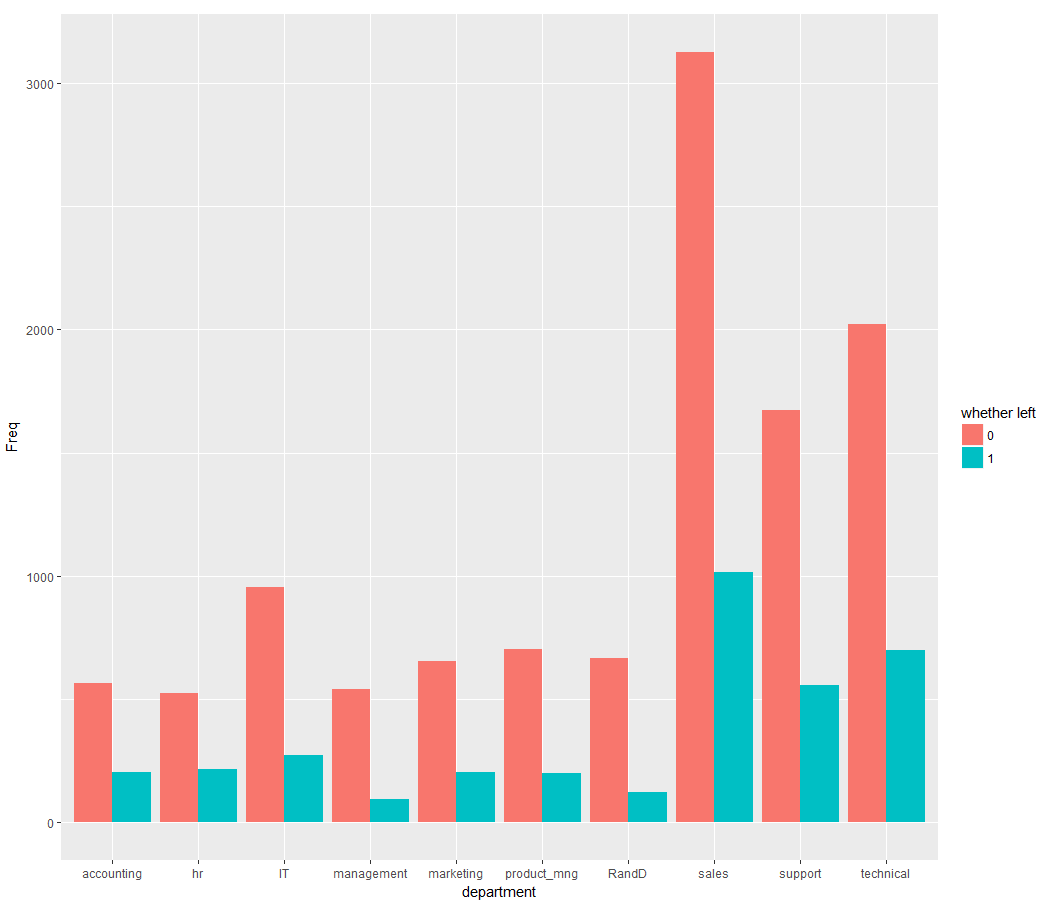 3000
2000
1000
0
Freq
accounting hr IT management marketing product_mng RandD sales support technical
department
whether left
0
1